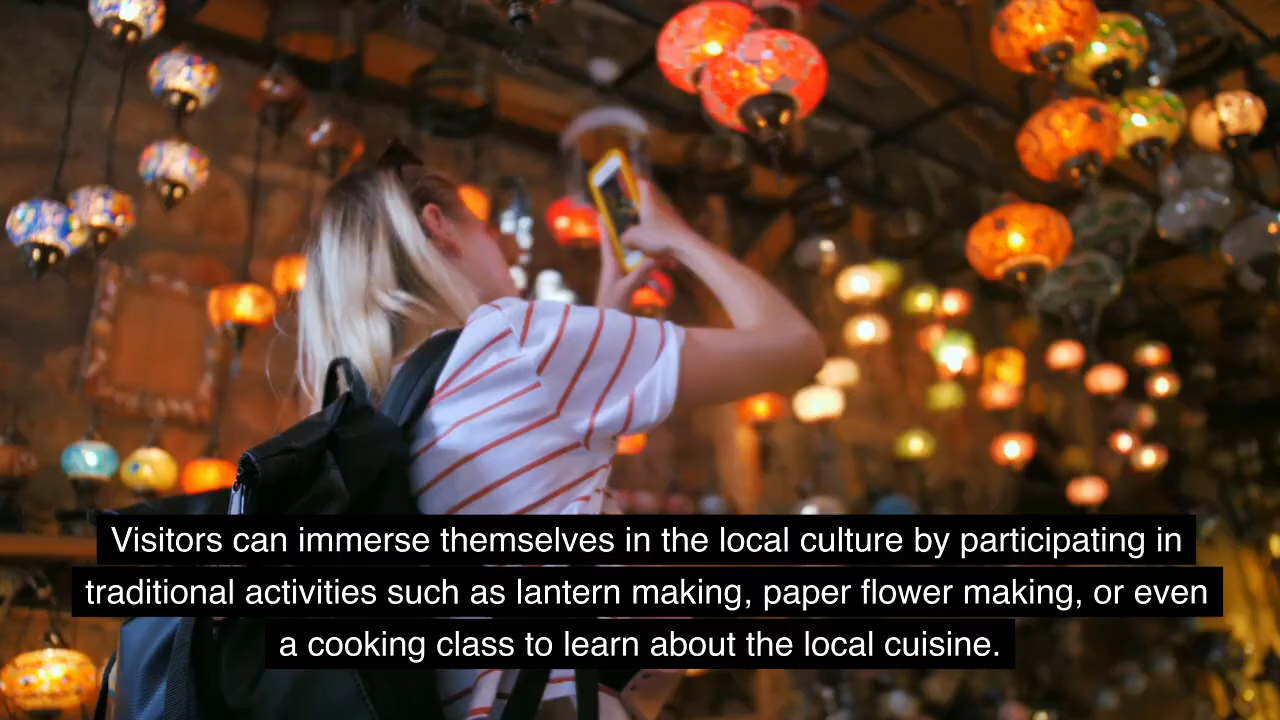 Visitors can immerse themselves in the local culture by participating in
traditional activities such as lantern making, paper flower making, or even
a cooking class to learn about the local cuisine.